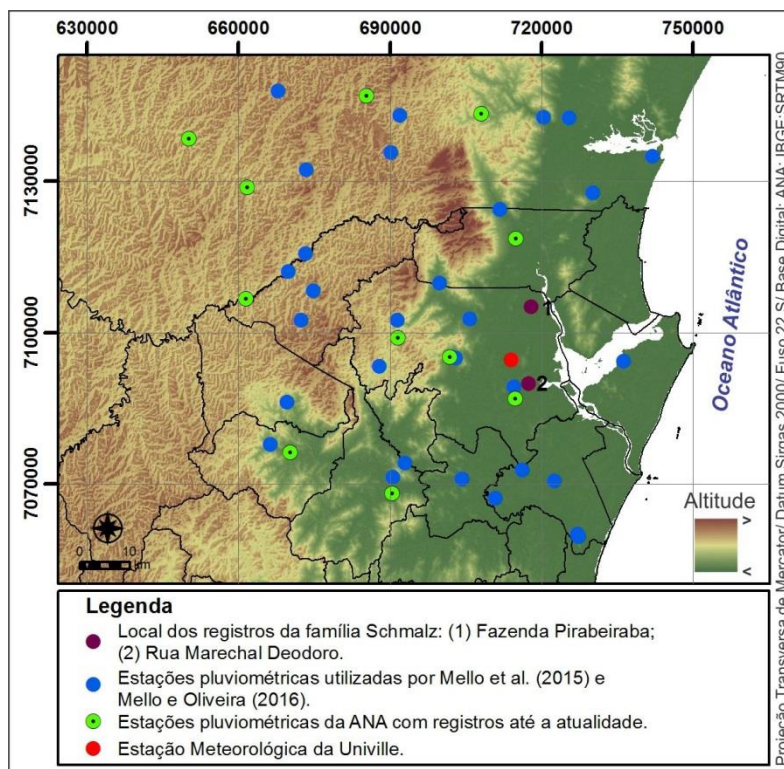 630000 660000 690000 720000 750000
7130000
7100000
7070000
1
2
Oceano Atlântico
Altitude
>
<
0 10
km
Projeção Transversa de Mercator/ Datum Sirgas 2000/ Fuso 22 S/ Base Digital: ANA; IBGE;SRTM90
Legenda
Local dos registros da família Schmalz: (1) Fazenda Pirabeiraba;
(2) Rua Marechal Deodoro.
Estações pluviométricas utilizadas por Mello et al. (2015) e
Mello e Oliveira (2016).
Estações pluviométricas da ANA com registros até a atualidade.
Estação Meteorológica da Univille.